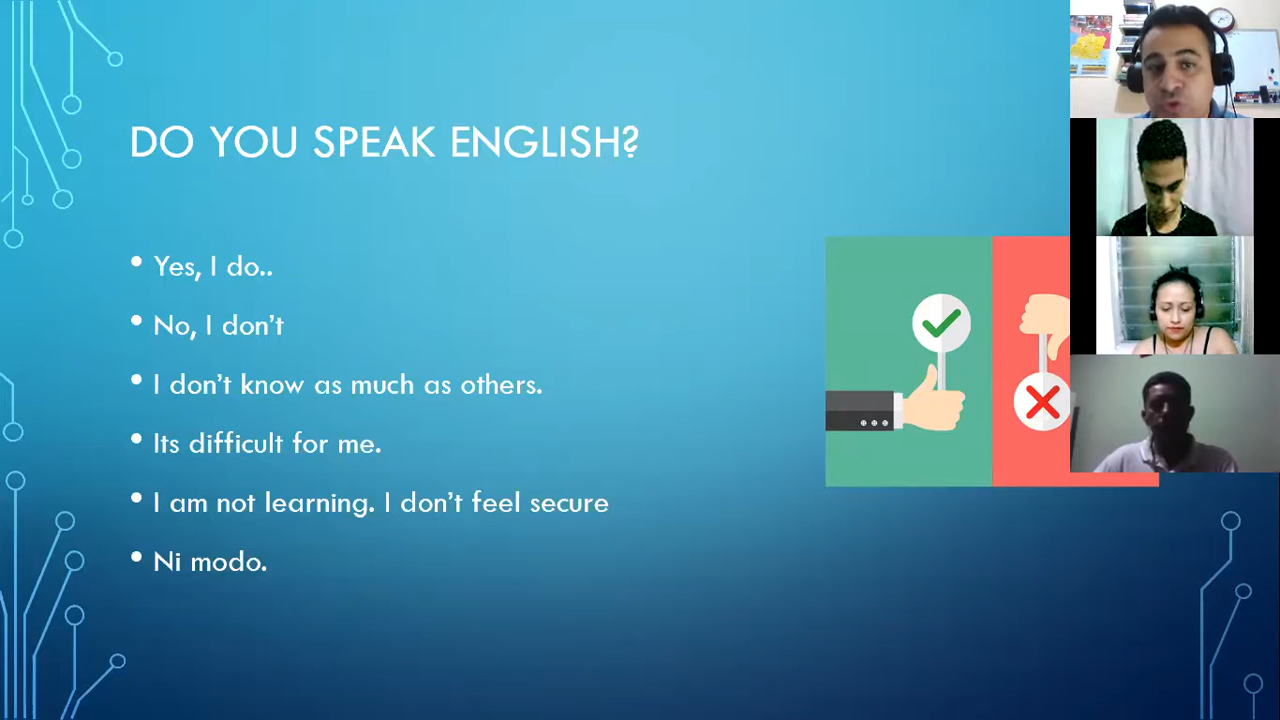 DO YOU SPEAK ENGLISH?
Yes, I do..
No, I don't
I don't know as much as others.
Its difficult for me.
I am not learning. I don't feel secure
Ni modo.